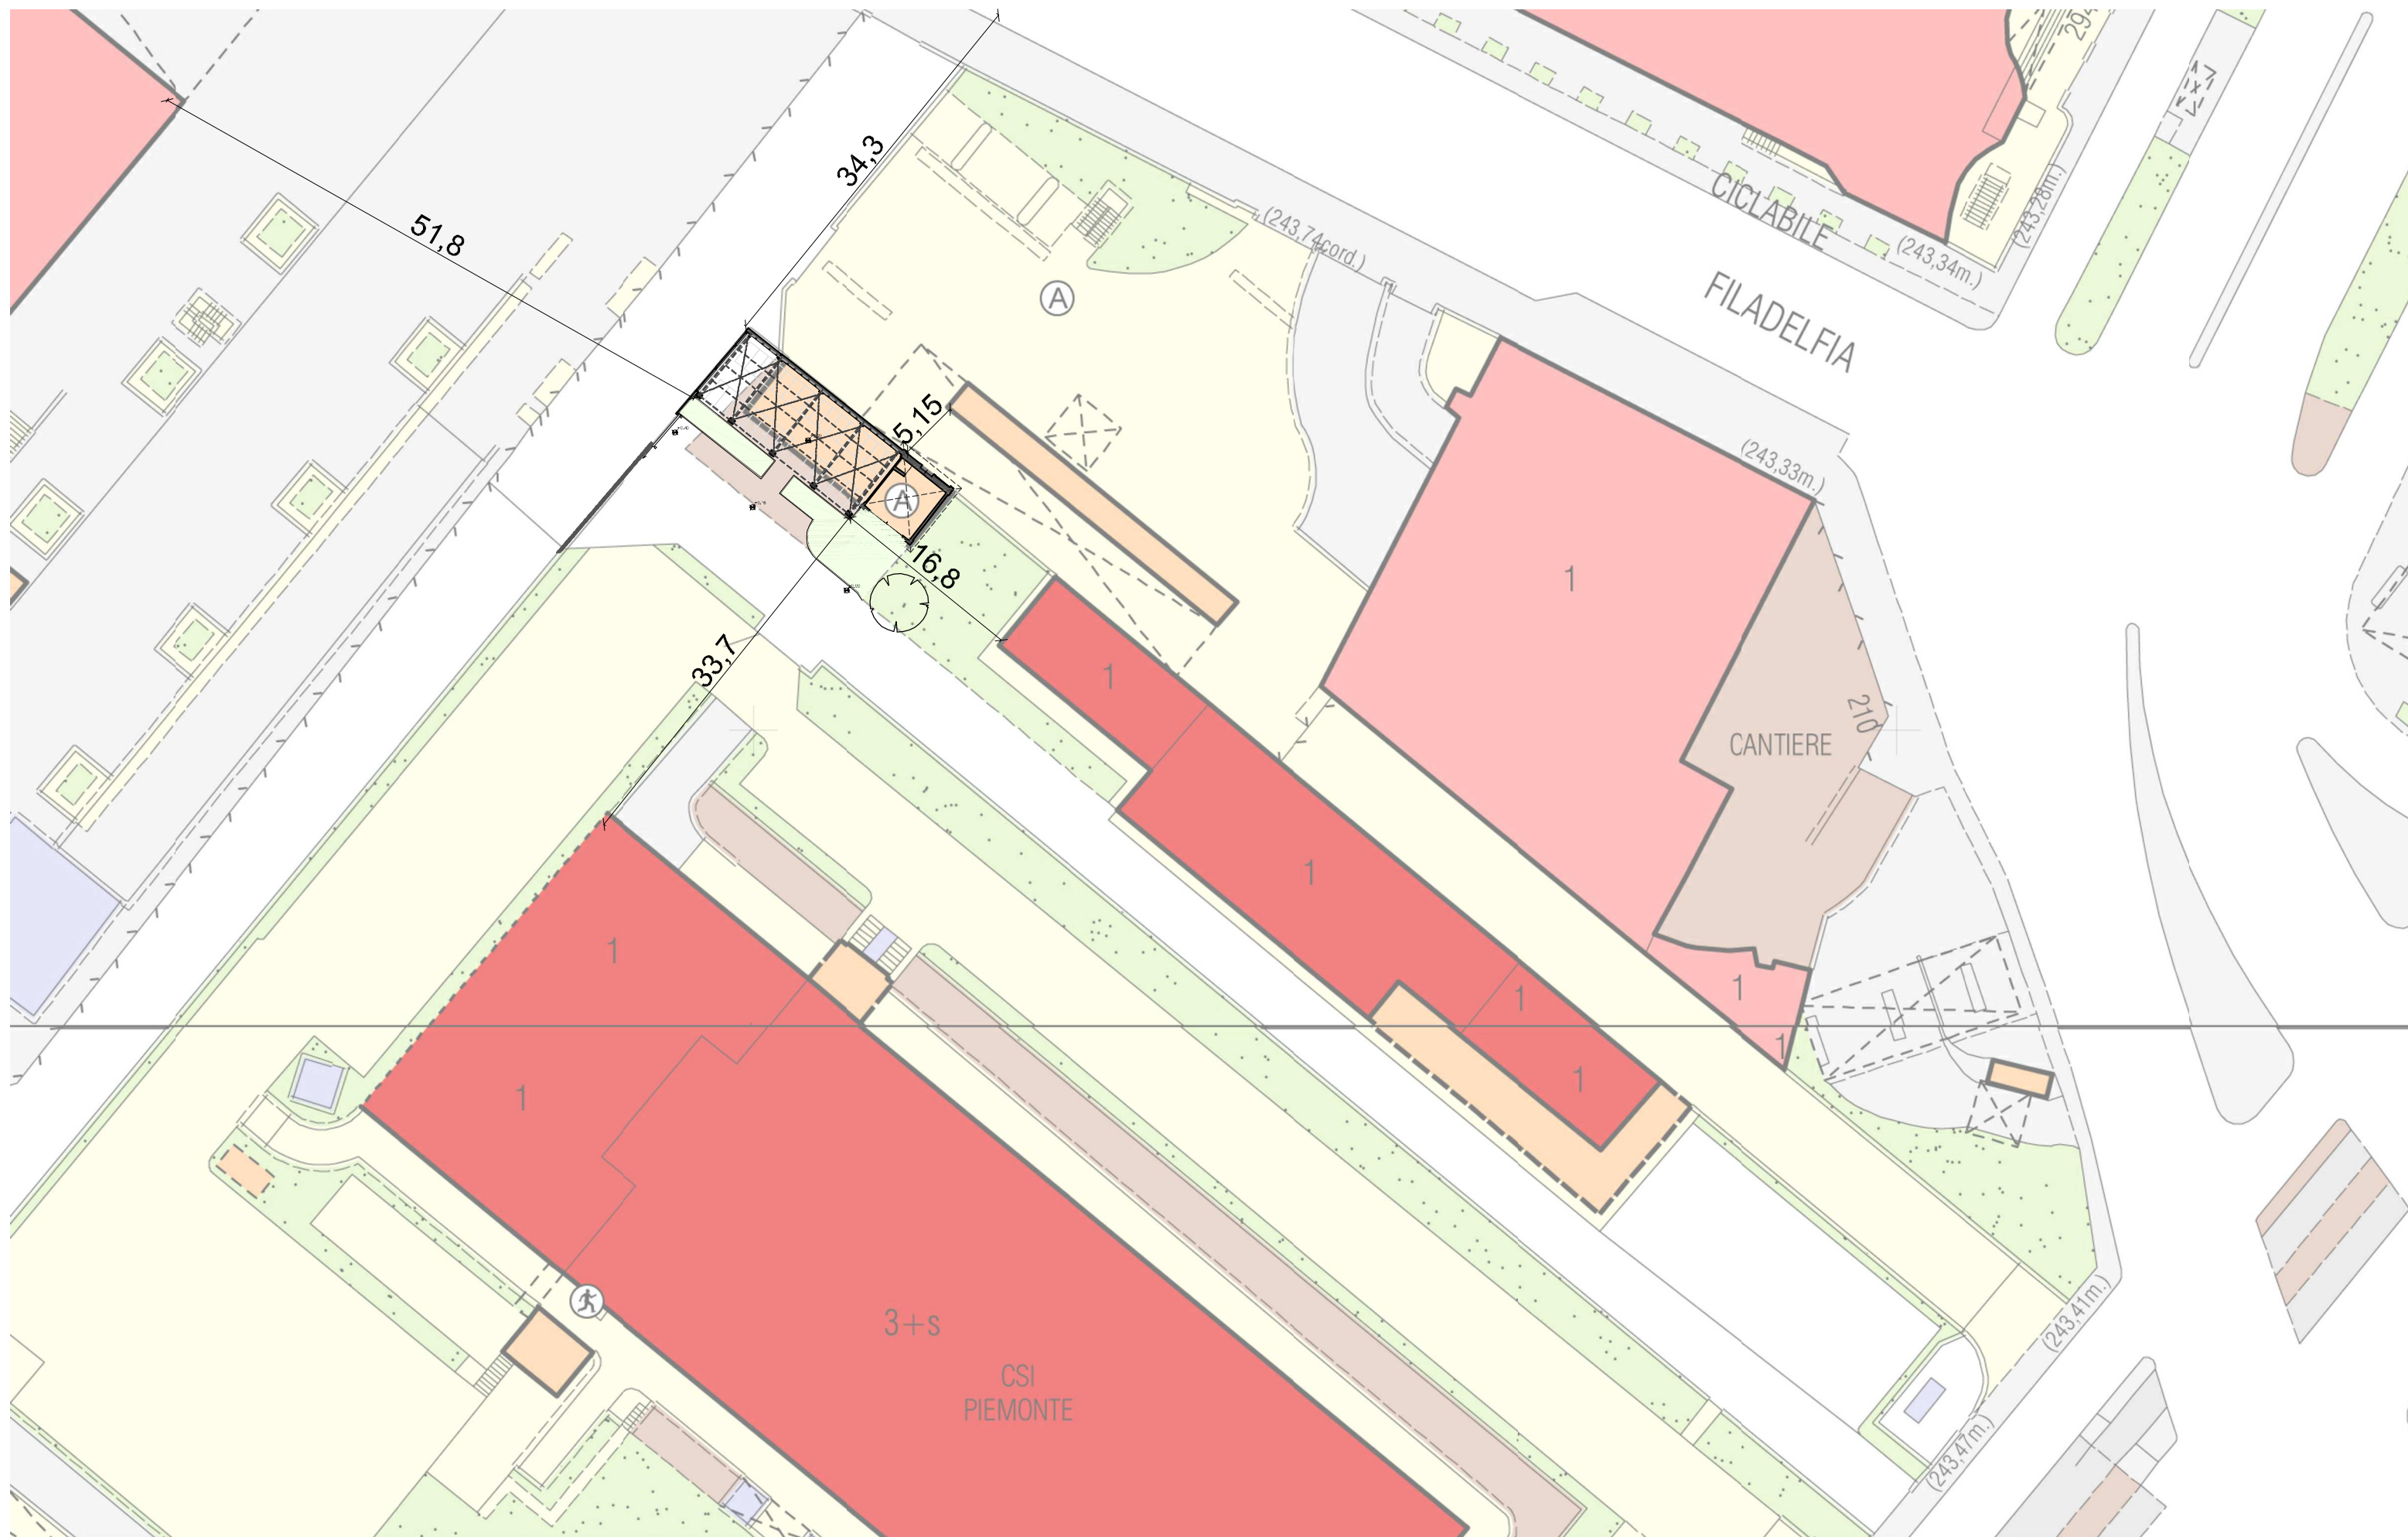 294
34,3
51,8
CICLABILE
(243,28m.)
(243,74cord.)
(243,34m.)
A
FILADELFIA
5,15
(243,33m.)
A
16,8
1
33,7
1
210
CANTIERE
1
1
1
1
1
1
1
1
3+s
CSI
PIEMONTE
(243,41m.)
(243,47m.)